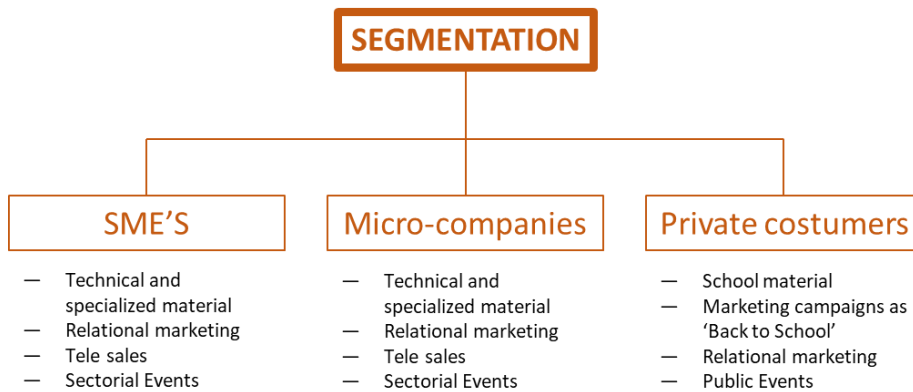 SEGMENTATION
SME'S
— Technical and
specialized material
— Relational marketing
— Tele sales
— Sectorial Events
Micro-companies
— Technical and
specialized material
— Relational marketing
— Tele sales
— Sectorial Events
Private costumers
— School material
— Marketing campaigns as
‘Back to School’
— Relational marketing
— Public Events